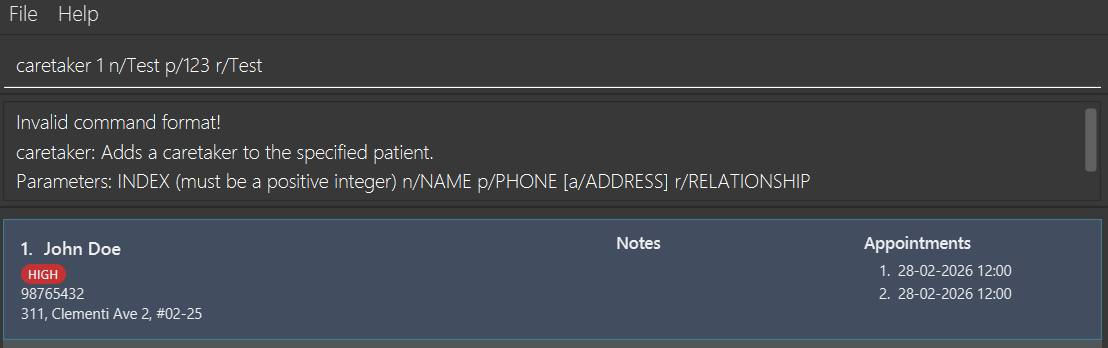 File Help
caretaker 1 n/Test p/123 r/Test
Invalid command format!
caretaker: Adds a caretaker to the specified patient.
Parameters: INDEX (must be a positive integer) n/NAME p/PHONE [a/ADDRESS] r/RELATIONSHIP
1. John Doe
HIGH
98765432
311, Clementi Ave 2, #02-25
Notes
Appointments
1. 28-02-2026 12:00
2. 28-02-2026 12:00